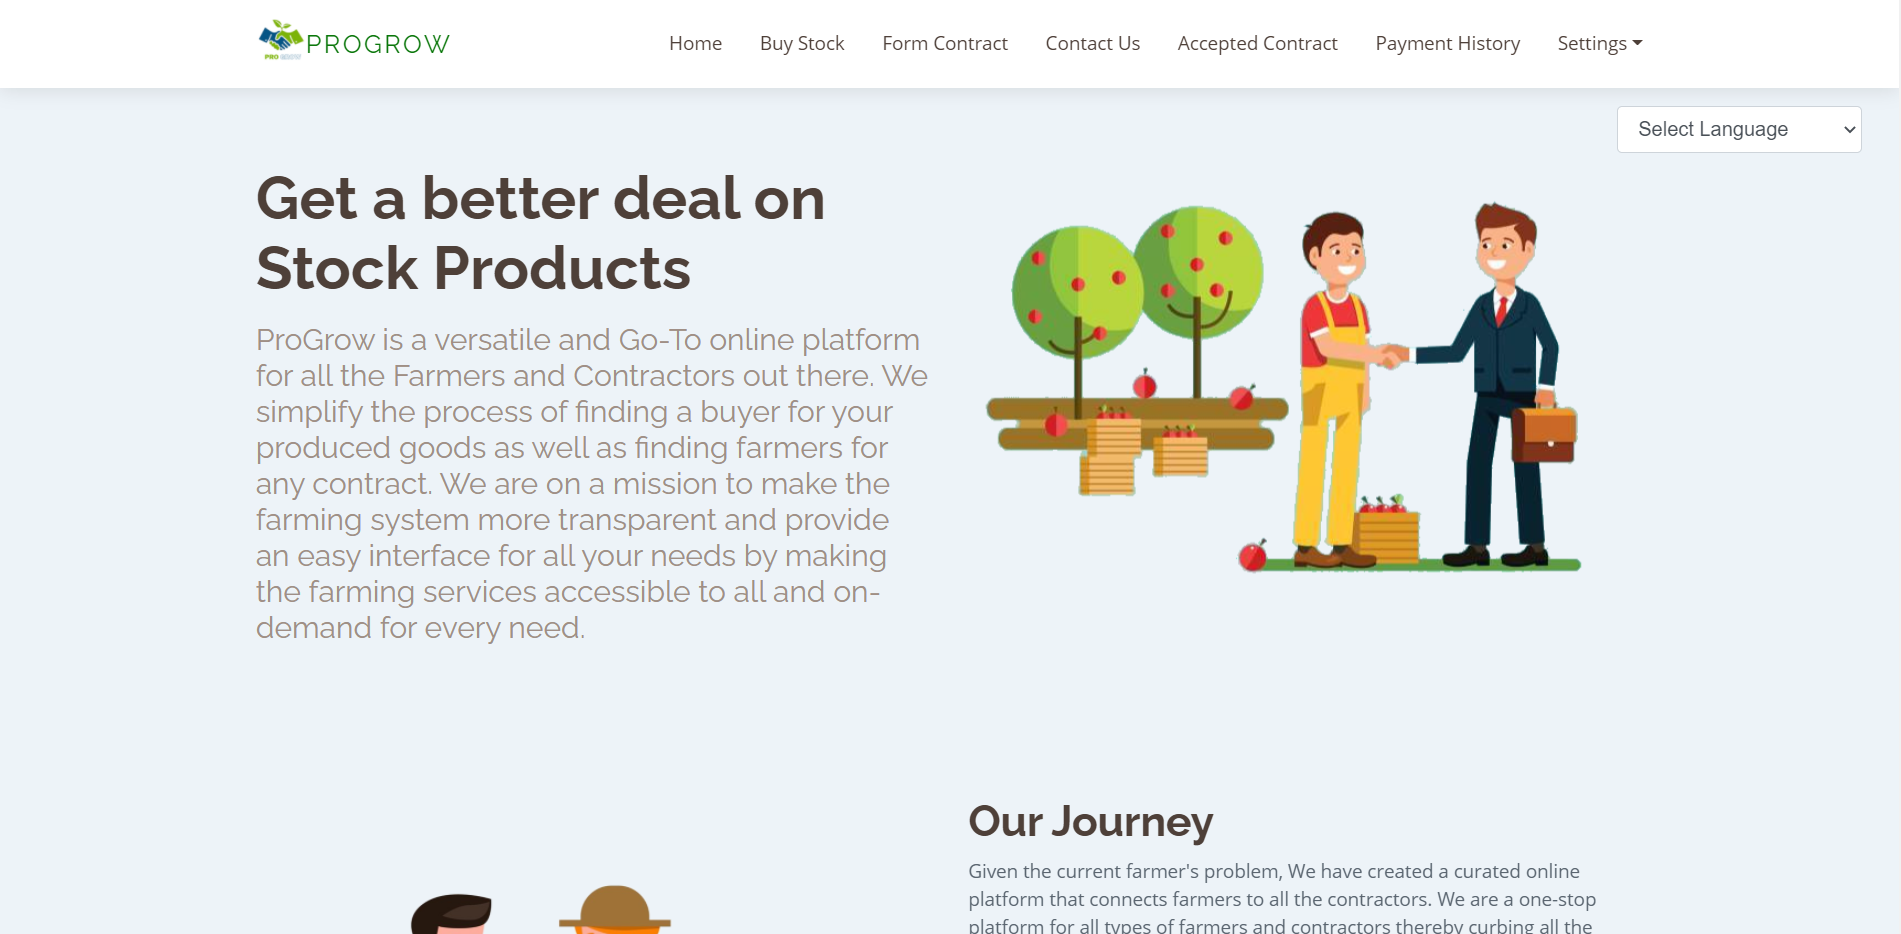 PRO GROW
PROGROW
Home
Buy Stock
Form Contract
Contact Us
Accepted Contract
Payment History
Settings
Select Language
Get a better deal on
Stock Products
ProGrow is a versatile and Go-To online platform
for all the Farmers and Contractors out there. We
simplify the process of finding a buyer for your
produced goods as well as finding farmers for
any contract. We are on a mission to make the
farming system more transparent and provide
an easy interface for all your needs by making
the farming services accessible to all and on-
demand for every need.
Our Journey
Given the current farmer's problem, We have created a curated online
platform that connects farmers to all the contractors. We are a one-stop
platform for all types of farmers and contractors thereby curbing all the